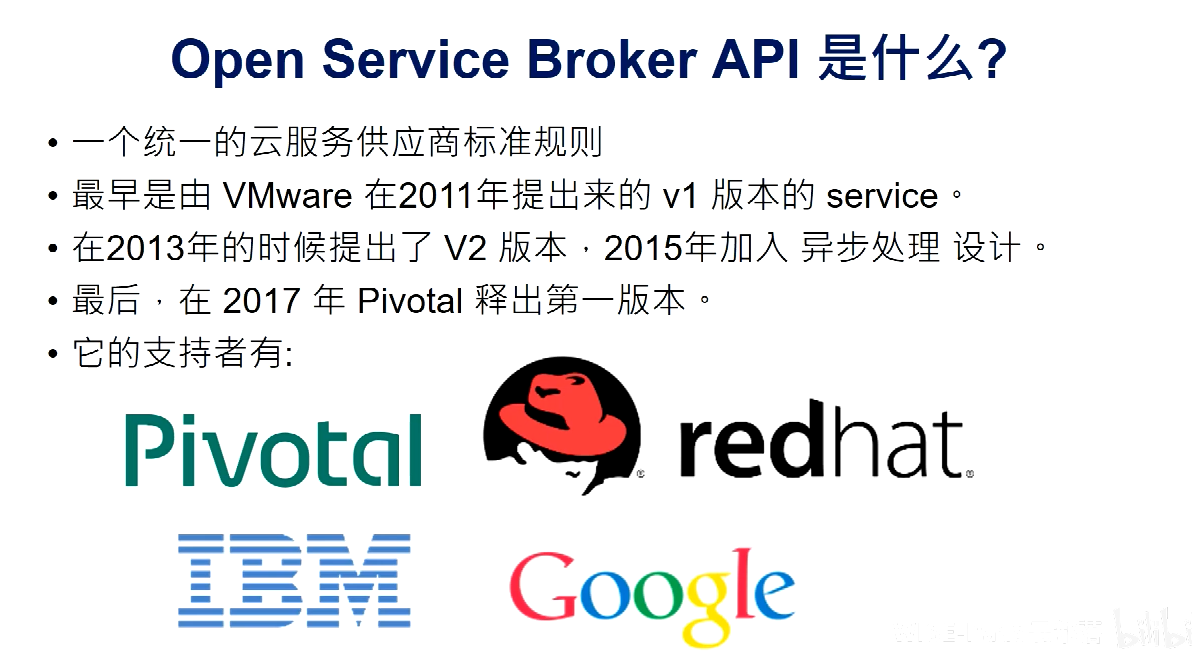 Open Service Broker API 是什么?
• 一个统一的云服务供应商标准规则
• 最早是由 VMware 在2011年提出来的 v1 版本的 service。
• 在2013年的时候提出了 V2 版本，2015年加入 异步处理 设计。
• 最后，在 2017 年 Pivotal 释出第一版本。
• 它的支持者有:
Pivotal
redhat
IBM
Google
bilibili